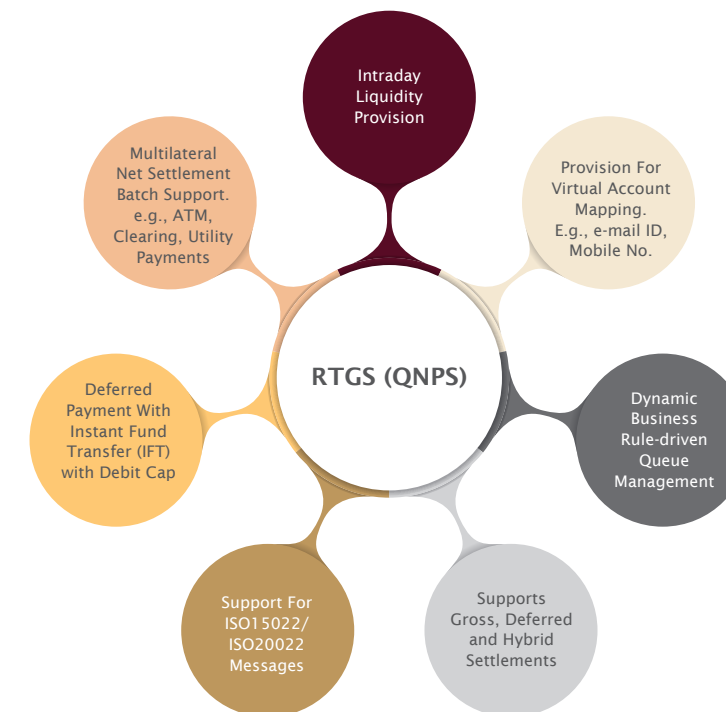 Intraday
Liquidity
Provision
Multilateral
Net Settlement
Batch Support.
e.g., ATM,
Clearing, Utility
Payments
Provision For
Virtual Account
Mapping.
E.g., e-mail ID,
Mobile No.
RTGS (QNPS)
Deferred
Payment With
Instant Fund
Transfer (IFT)
with Debit Cap
Dynamic
Business
Rule-driven
Queue
Management
Support For
ISO15022/
ISO20022
Messages
Supports
Gross, Deferred
and Hybrid
Settlements